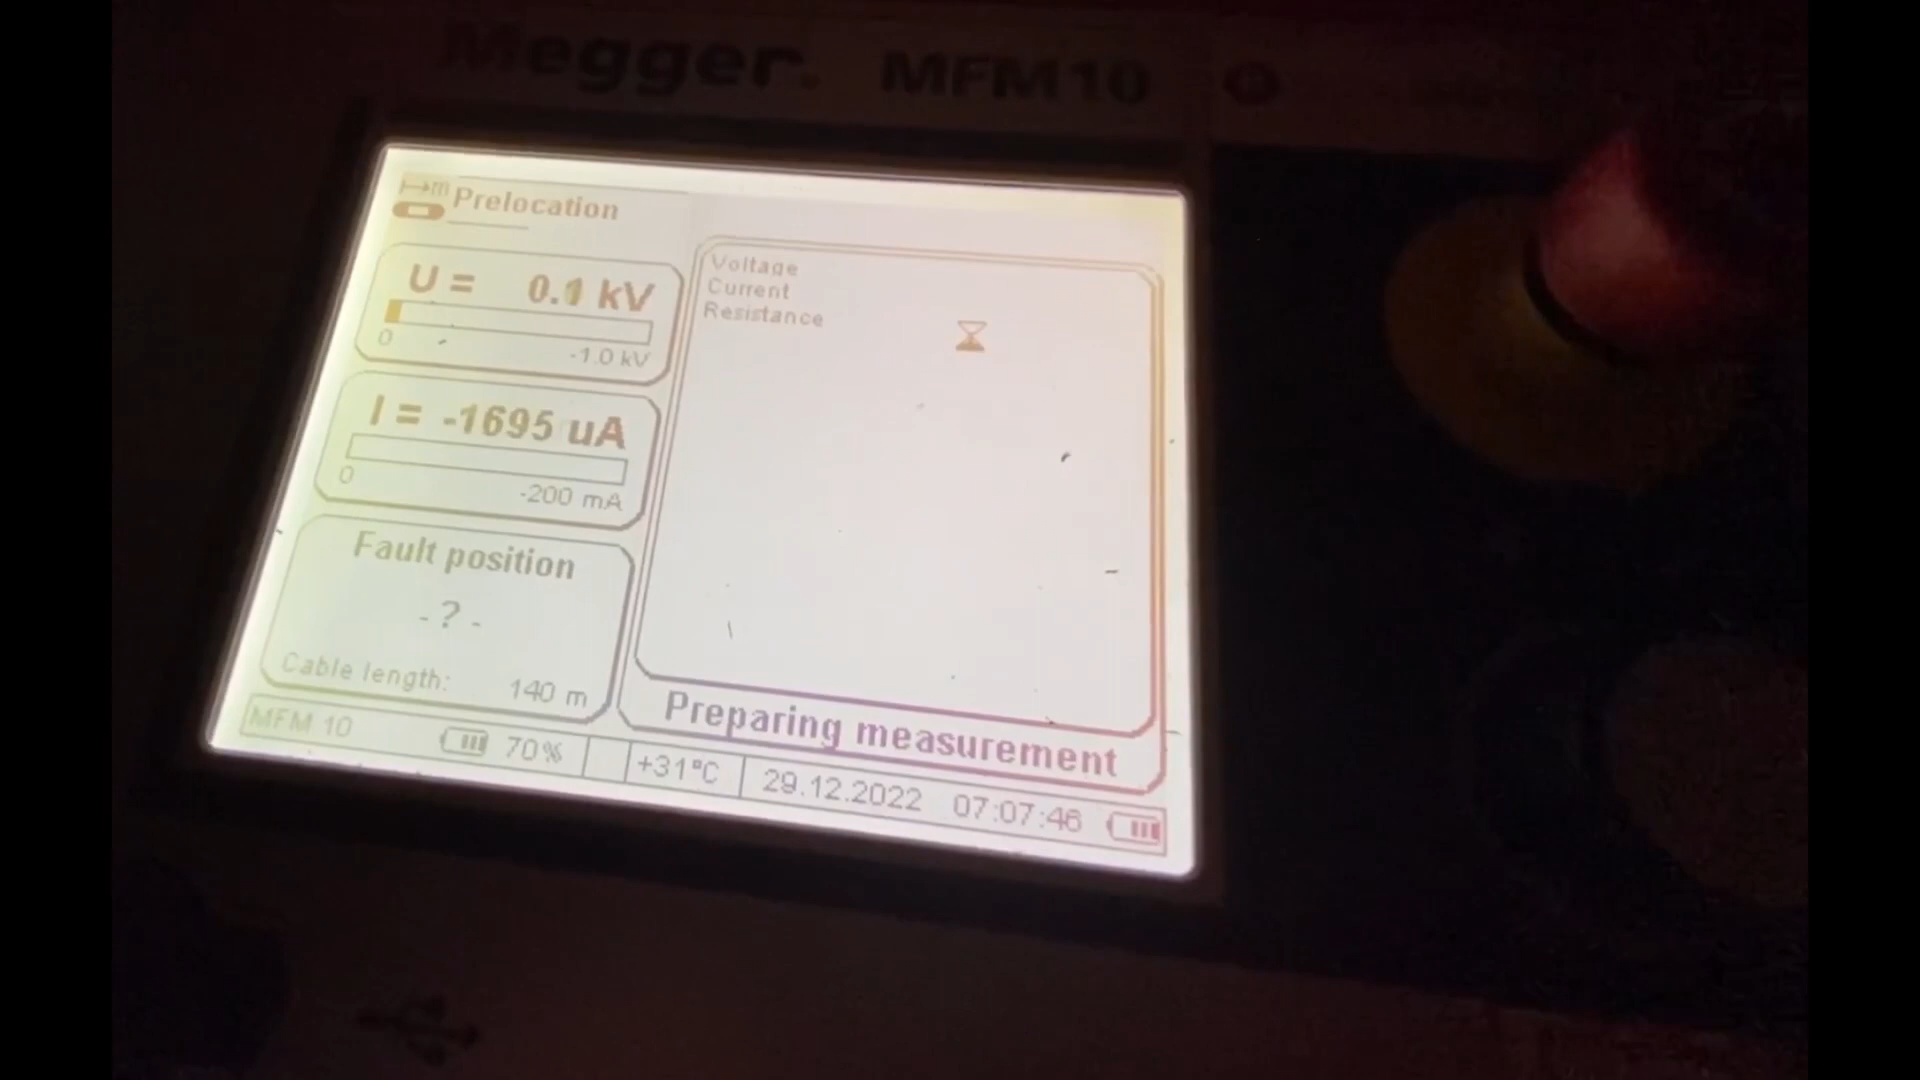 Megger. MFM10
Prelocation
U = 0.1 kV
0 -1.0 kV
I = -1695 uA
0 -200 mA
Fault position
- ? -
Cable length: 140 m
Voltage
Current
Resistance
Preparing measurement
MFM 10 70% +31°C 29.12.2022 07:07:46